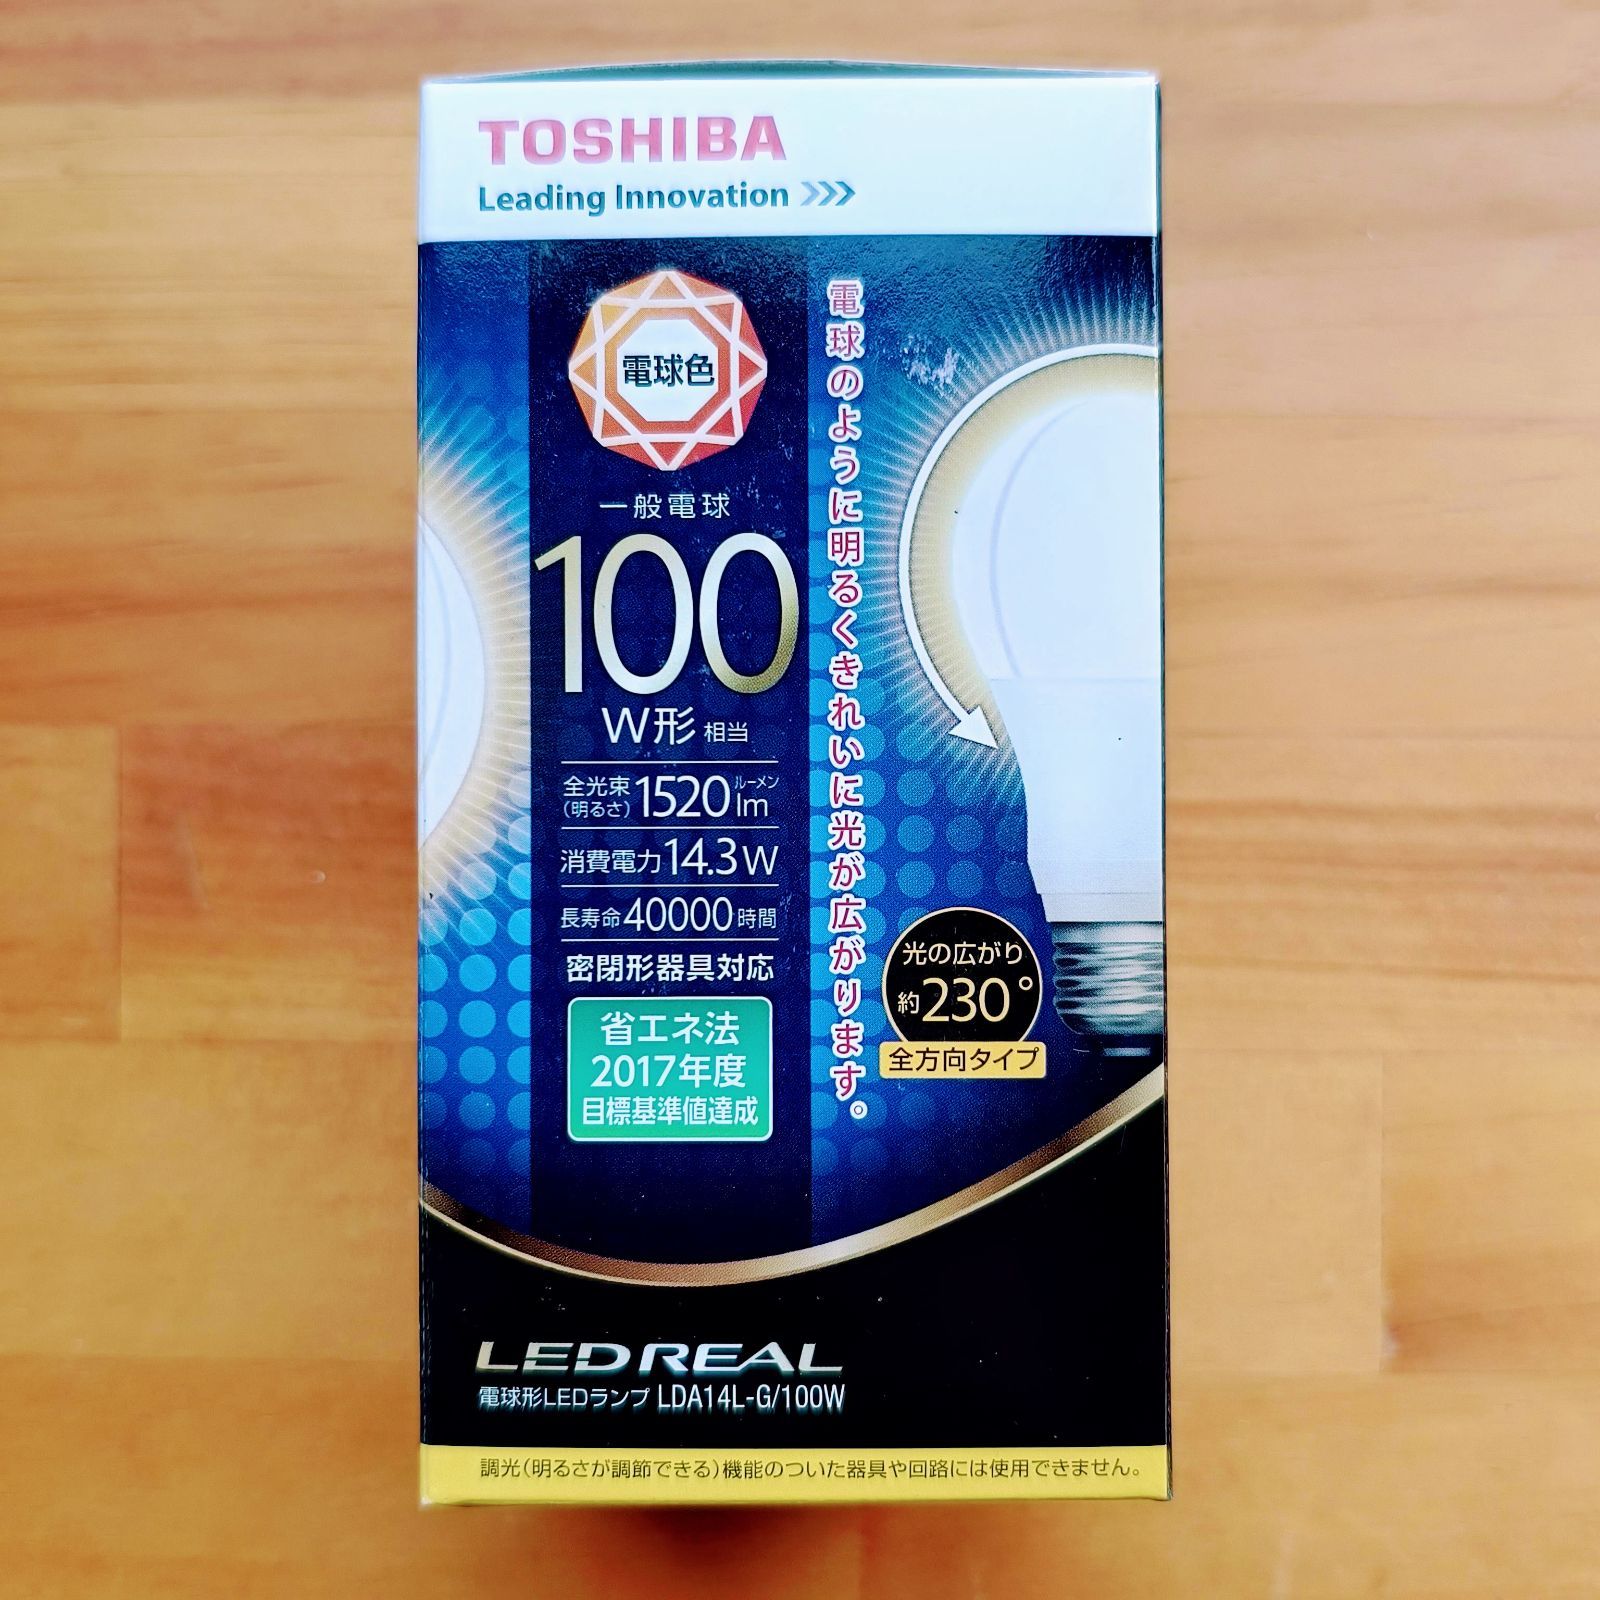 TOSHIBA
Leading Innovation >>>
電球色
一般電球
100
W形 相当
全光束
(明るさ)
1520 lm
ルーメン
消費電力 14.3W
長寿命 40000 時間
密閉形器具対応
省エネ法
2017年度
目標基準値達成
電球のように明るくきれいに光が広がります。
光の広がり
約230°
全方向タイプ
LED REAL
電球形LEDランプ LDA14L-G/100W
調光(明るさが調節できる)機能のついた器具や回路には使用できません。